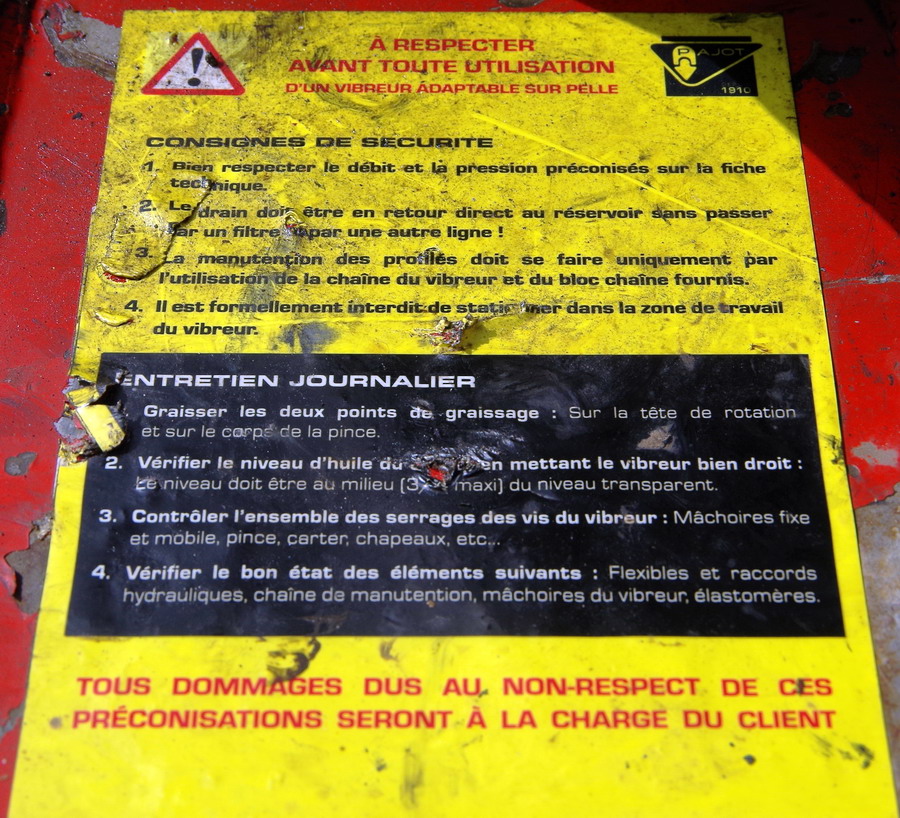 À RESPECTER
AVANT TOUTE UTILISATION
D'UN VIBREUR ADAPTABLE SUR PELLE
PAJOT
1910
CONSIGNES DE SECURITE
1. Bien respecter le débit et la pression préconisés sur la fiche
technique.
2. Le drain doit être en retour direct au réservoir sans passer
par un filtre par une autre ligne !
3. La manutention des profilés doit se faire uniquement par
l'utilisation de la chaîne du vibreur et du bloc chaîne fournis.
4. Il est formellement interdit de stationner dans la zone de travail
du vibreur.
ENTRETIEN JOURNALIER
Graisser les deux points de graissage : Sur la tête de rotation
et sur le corps de la pince.
2. Vérifier le niveau d'huile du en mettant le vibreur bien droit :
Le niveau doit être au milieu (3/ maxi) du niveau transparent.
3. Contrôler l'ensemble des serrages des vis du vibreur : Mâchoires fixe
et mobile, pince, carter, chapeaux, etc...
4. Vérifier le bon état des éléments suivants : Flexibles et raccords
hydrauliques, chaîne de manutention, mâchoires du vibreur, élastomères.
TOUS DOMMAGES DUS AU NON-RESPECT DE CES
PRÉCONISATIONS SERONT À LA CHARGE DU CLIENT